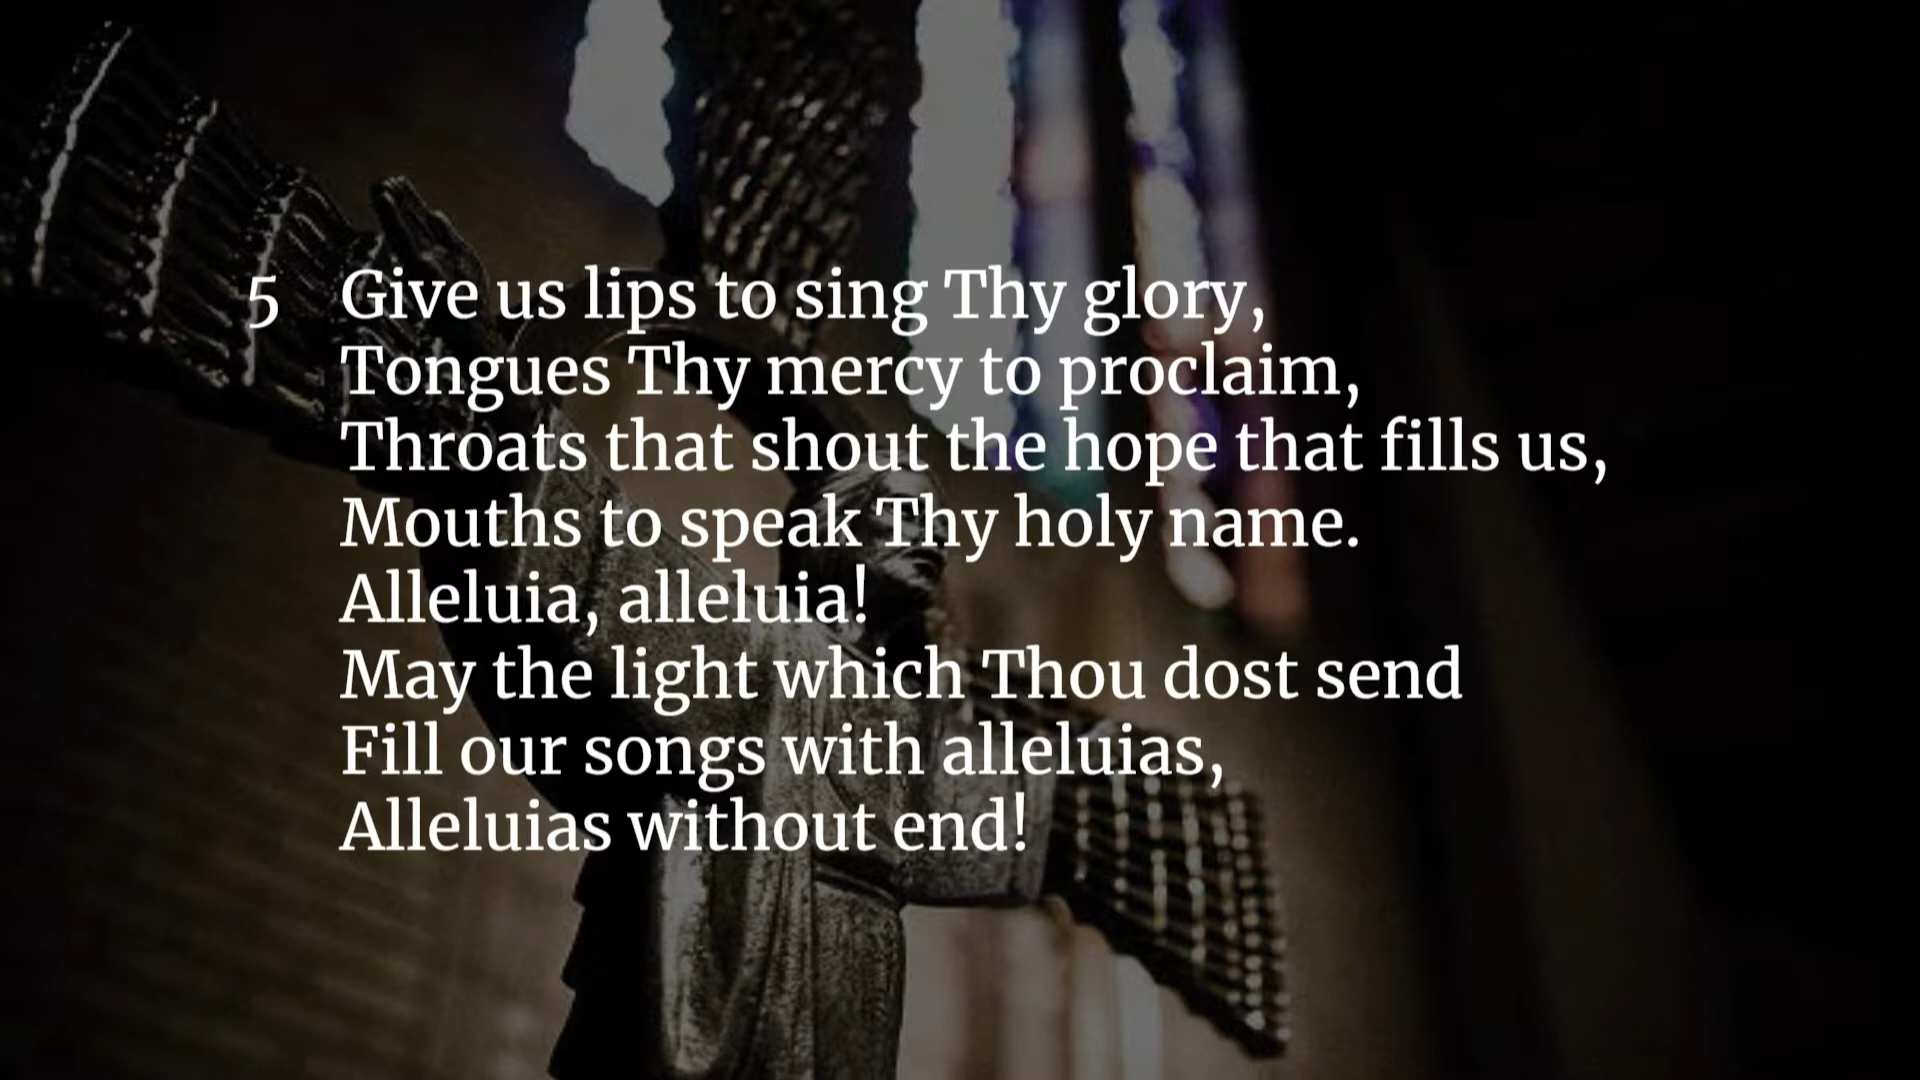 5 Give us lips to sing Thy glory,
Tongues Thy mercy to proclaim,
Throats that shout the hope that fills us,
Mouths to speak Thy holy name.
Alleluia, alleluia!
May the light which Thou dost send
Fill our songs with alleluias,
Alleluias without end!